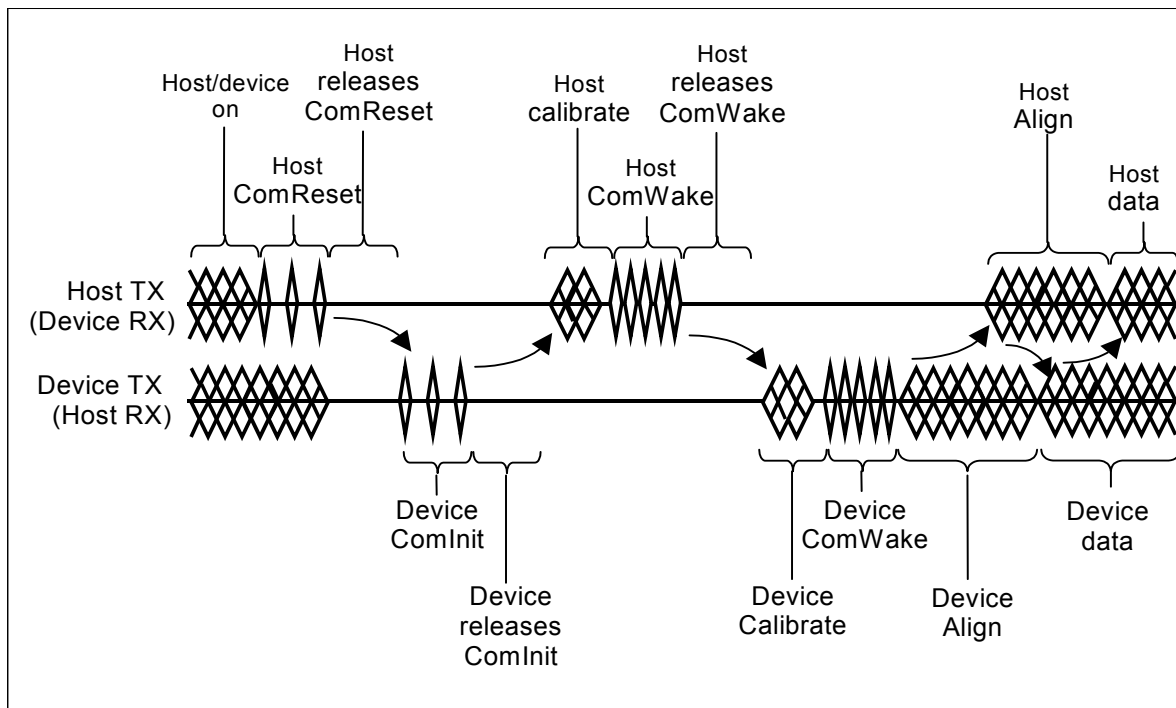 Host/device
on
Host
releases
ComReset
Host
ComReset
Host
calibrate
Host
ComWake
Host
releases
ComWake
Host
Align
Host
data
Host TX
(Device RX)
Device TX
(Host RX)
Device
ComInit
Device
releases
ComInit
Device
Calibrate
Device
ComWake
Device
Align
Device
data